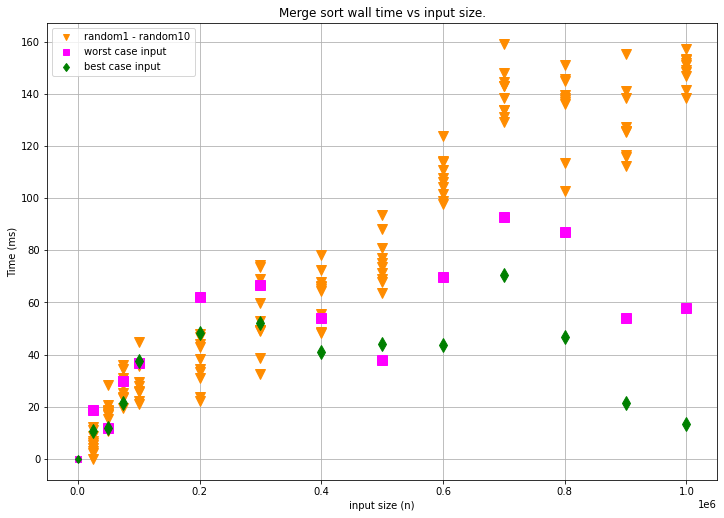 Merge sort wall time vs input size.
random1 - random10
worst case input
best case input
160
140
120
100
80
60
40
20
0
Time (ms)
0.0 0.2 0.4 0.6 0.8 1.0
1e6
input size (n)